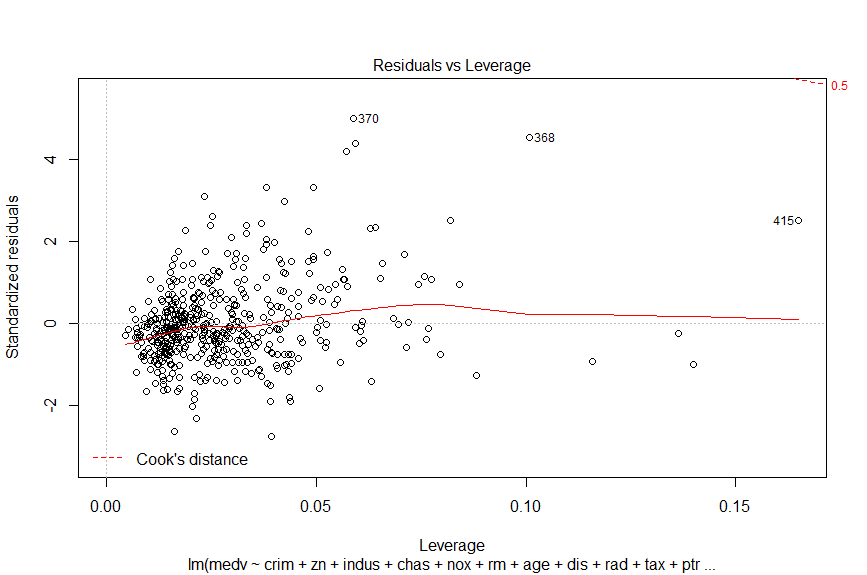 Residuals vs Leverage
0.5
370
368
415
Standardized residuals
4
2
0
-2
Cook's distance
0.00 0.05 0.10 0.15
Leverage
lm(medv ~ crim + zn + indus + chas + nox + rm + age + dis + rad + tax + ptr ...